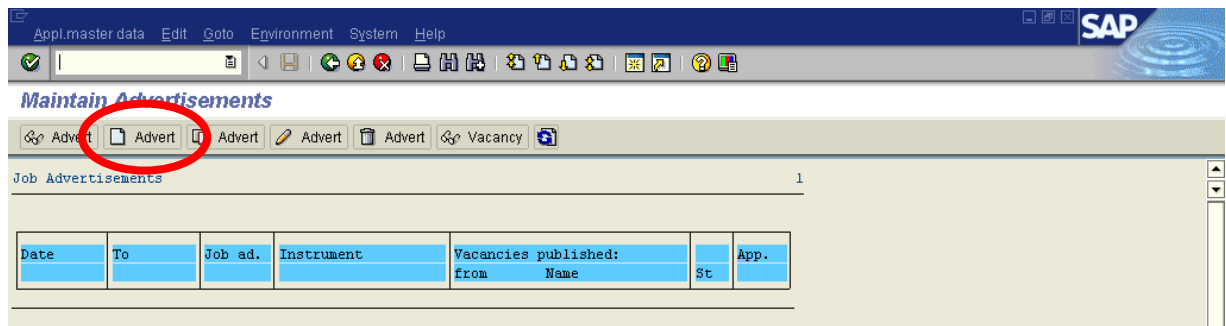 Appl.master data Edit Goto Environment System Help
SAP
Maintain Advertisements
Advert Advert Advert Advert Advert Vacancy
Job Advertisements 1
Date To Job ad. Instrument Vacancies published: App.
from Name St